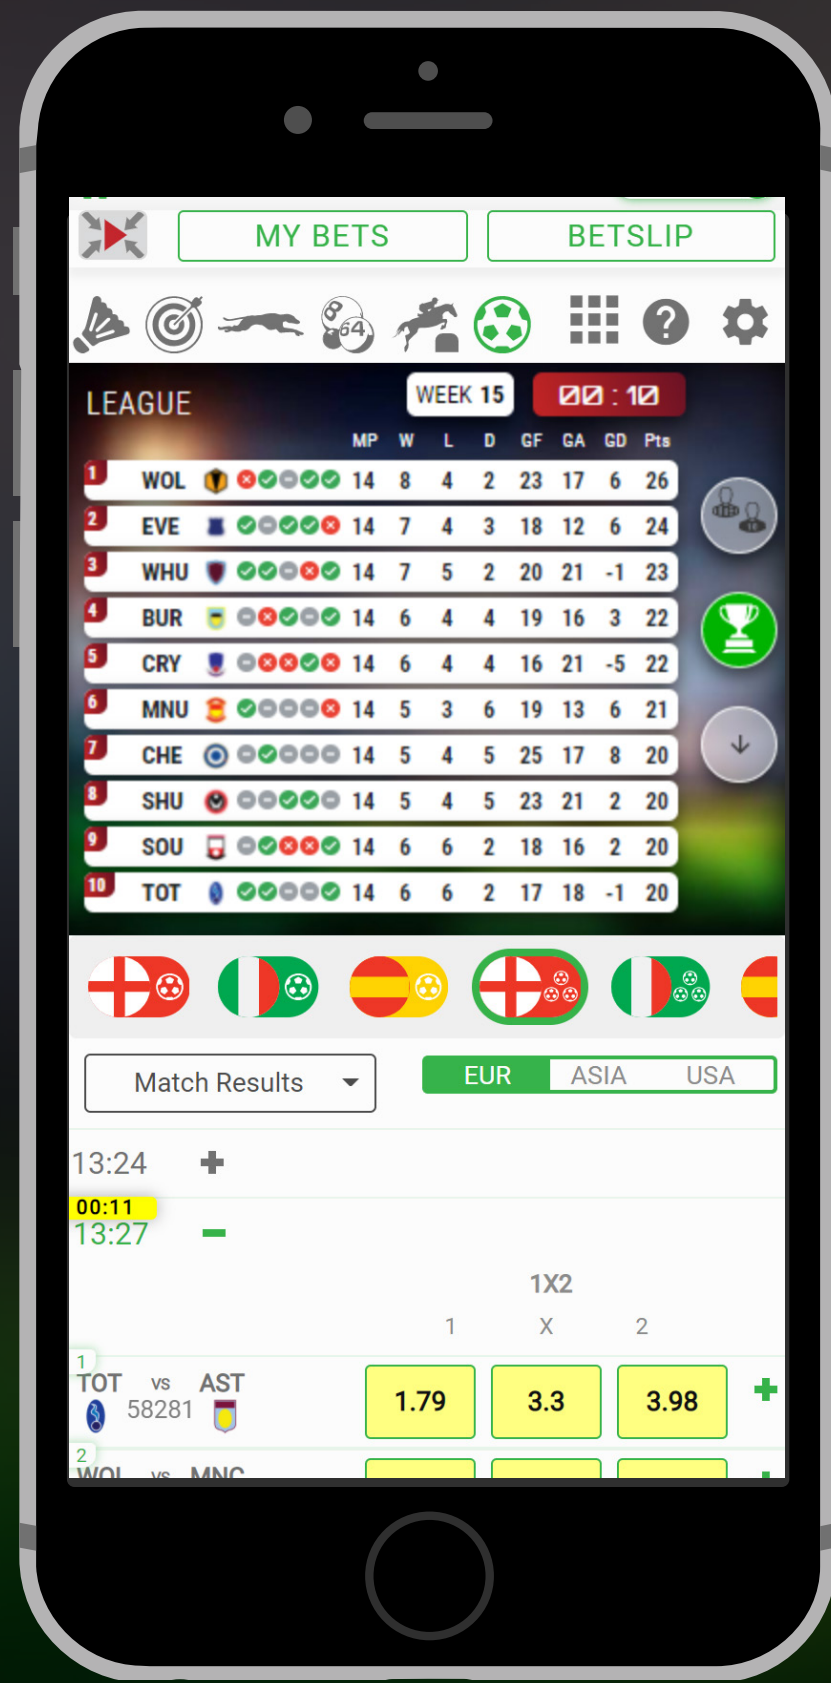 MY BETS BETSLIP
8
64
?
LEAGUE WEEK 15 00:10
MP W L D GF GA GD Pts
1 WOL 14 8 4 2 23 17 6 26
2 EVE 14 7 4 3 18 12 6 24
3 WHU 14 7 5 2 20 21 -1 23
4 BUR 14 6 4 4 19 16 3 22
5 CRY 14 6 4 4 16 21 -5 22
6 MNU 14 5 3 6 19 13 6 21
7 CHE 14 5 4 5 25 17 8 20
8 SHU 14 5 4 5 23 21 2 20
9 SOU 14 6 6 2 18 16 2 20
10 TOT 14 6 6 2 17 18 -1 20
Match Results EUR ASIA USA
13:24
00:11
13:27
1X2
1 X 2
1
TOT vs AST 1.79 3.3 3.98
58281
2
WOL vs MNC